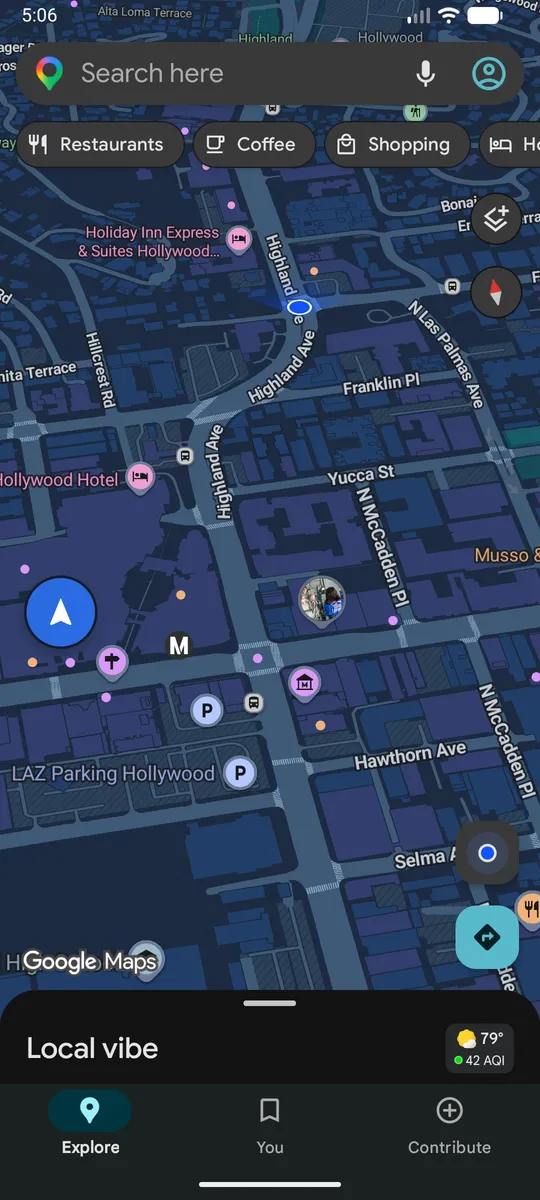 5:06
Alta Loma Terrace
Highland
Hollywood
Search here
Restaurants
Coffee
Shopping
Holiday Inn Express
& Suites Hollywood...
Highland Ave
N Las Palmas Ave
Hillcrest Rd
Highland Ave
Franklin Pl
Highland Ave
Hollywood Hotel
Yucca St
N McCadden Pl
Musso &
M
P
N McCadden Pl
Hawthorn Ave
LAZ Parking Hollywood
P
Selma A
Google Maps
Local vibe
79°
42 AQI
Explore
You
Contribute